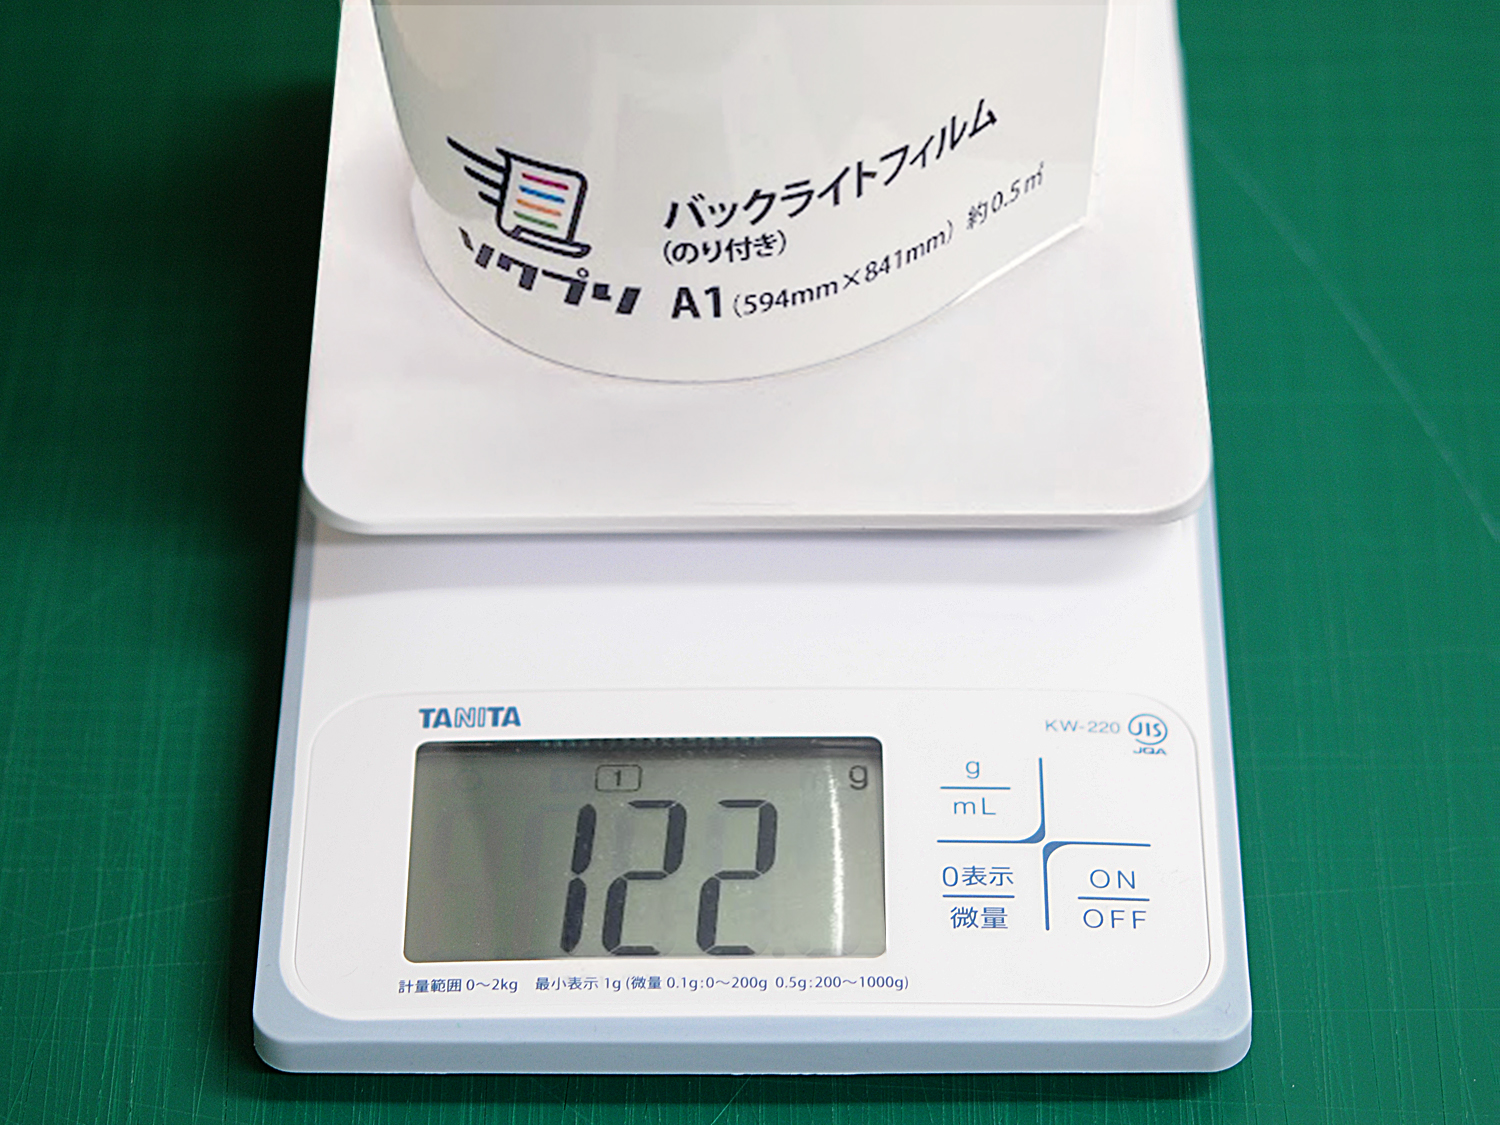 ソクプリ
バックライトフィルム
(のり付き)
A1(594mm×841mm) 約0.5㎡
TANITA
KW-220 JIS
JQA
1 g
122
g
mL
0表示
微量
ON
OFF
計量範囲 0〜2kg 最小表示 1g (微量 0.1g:0〜200g 0.5g:200〜1000g)